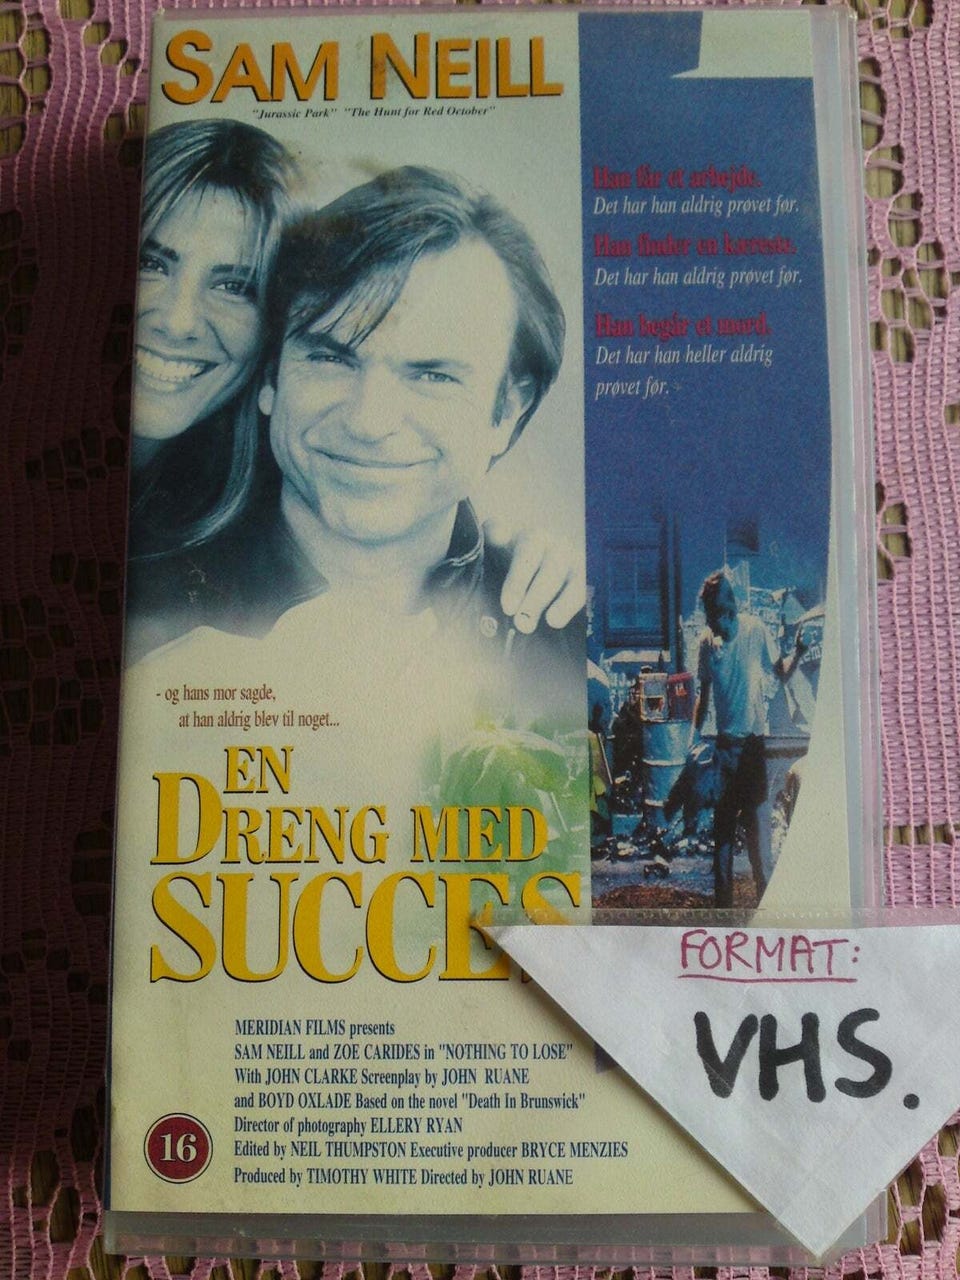 SAM NEILL
"Jurassic Park" "The Hunt for Red October"
Han får et arbejde.
Det har han aldrig prøvet før.
Han finder en kæreste.
Det har han aldrig prøvet før.
Han begår et mord.
Det har han heller aldrig
prøvet før.
- og hans mor sagde,
at han aldrig blev til noget...
EN
DRENG MED
SUCCES
FORMAT:
VHS.
MERIDIAN FILMS presents
SAM NEILL and ZOE CARIDES in "NOTHING TO LOSE"
With JOHN CLARKE Screenplay by JOHN RUANE
and BOYD OXLADE Based on the novel "Death In Brunswick"
Director of photography ELLERY RYAN
Edited by NEIL THUMPSTON Executive producer BRYCE MENZIES
Produced by TIMOTHY WHITE Directed by JOHN RUANE
16